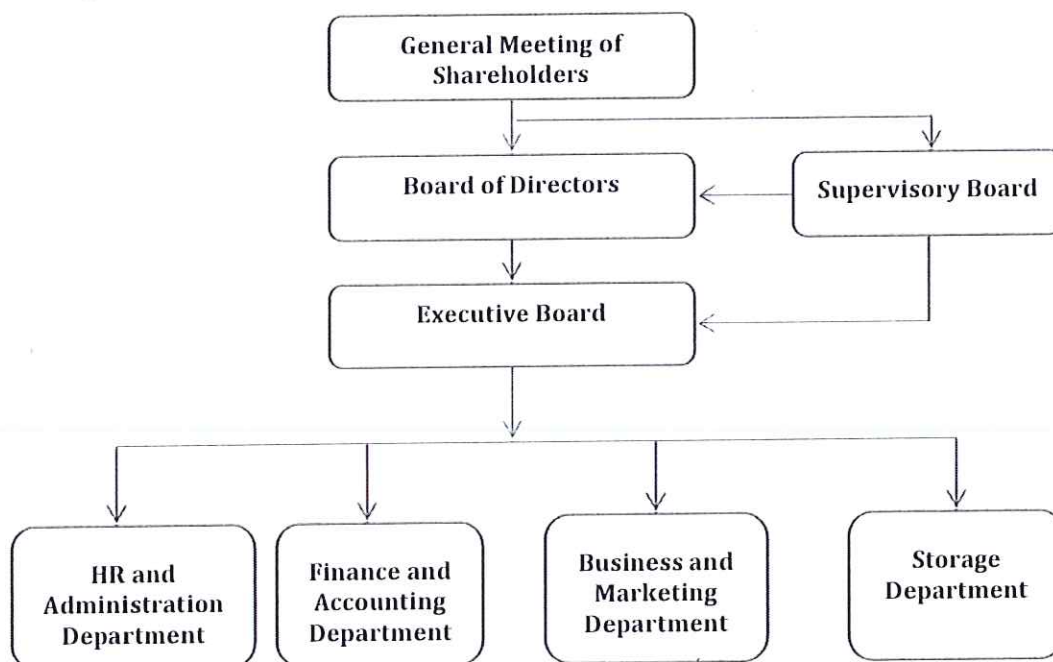 General Meeting of
Shareholders
Board of Directors
Supervisory Board
Executive Board
HR and
Administration
Department
Finance and
Accounting
Department
Business and
Marketing
Department
Storage
Department